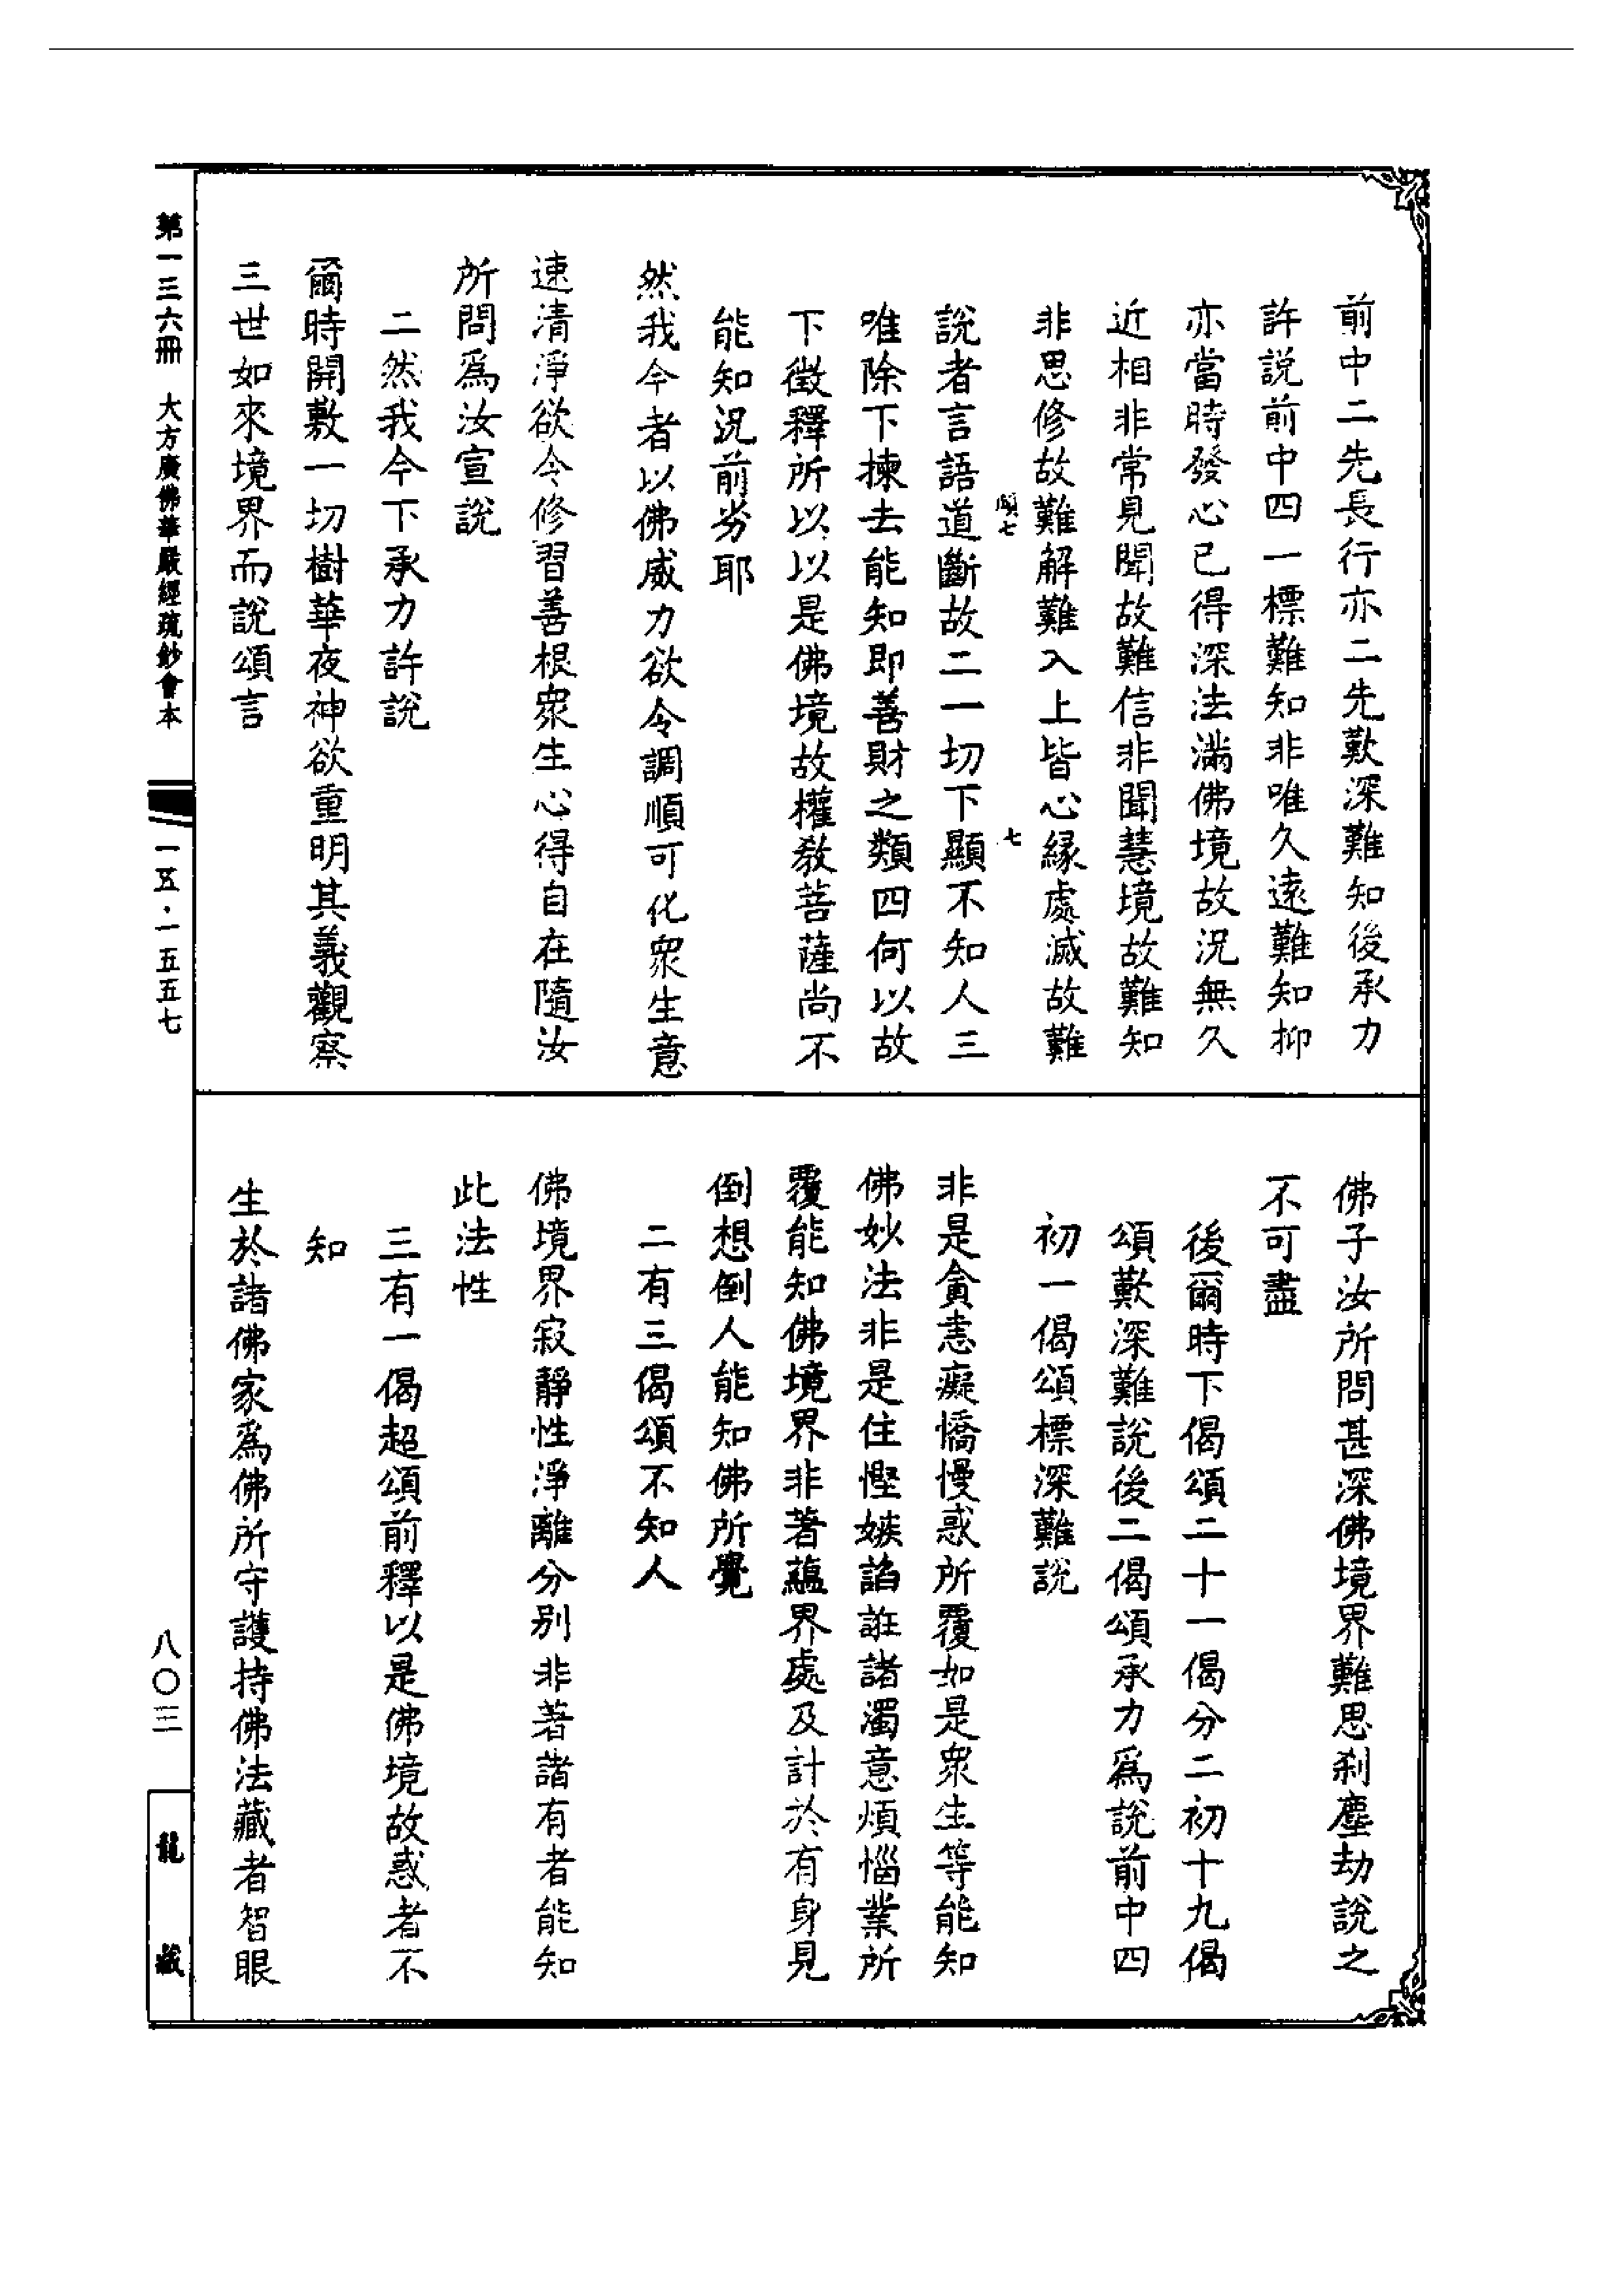 前中二先長行亦二先歎深難知後承力
許說前中四一標難知非唯久遠難知抑
亦當時發心已得深法滿佛境故況無久
近相非常見聞故難信非聞慧境故難知
非思修故難解難入上皆心緣處滅故難
七
說者言語道斷故二一切下顯不知人三
唯除下揀去能知即善財之類四何以故
下徵釋所以以是佛境故權教菩薩尚不
能知況前劣耶
然我今者以佛威力欲令調順可化衆生意
速清淨欲令修習善根衆生心得自在隨汝
所問爲汝宣說
二然我今下承力許說
爾時開敷一切樹華夜神欲重明其義觀察
三世如來境界而說頌言
佛子汝所問甚深佛境界難思刹塵劫說之
不可盡
後爾時下偈頌二十一偈分二初十九偈
頌歎深難說後二偈頌承力爲說前中四
初一偈頌標深難說
非是貪恚癡憍慢惑所覆如是衆生等能知
佛妙法非是住慳嫉諂誑諸濁意煩惱業所
覆能知佛境界非著蘊界處及計於有身見
倒想倒人能知佛所覺
二有三偈頌不知人
佛境界寂靜性淨離分別非著諸有者能知
此法性
三有一偈超頌前釋以是佛境故惑者不
知
生於諸佛家爲佛所守護持佛法藏者智眼
第一三六冊 大方廣佛華嚴經疏鈔會本
一五·一五五七
八〇三
龍藏